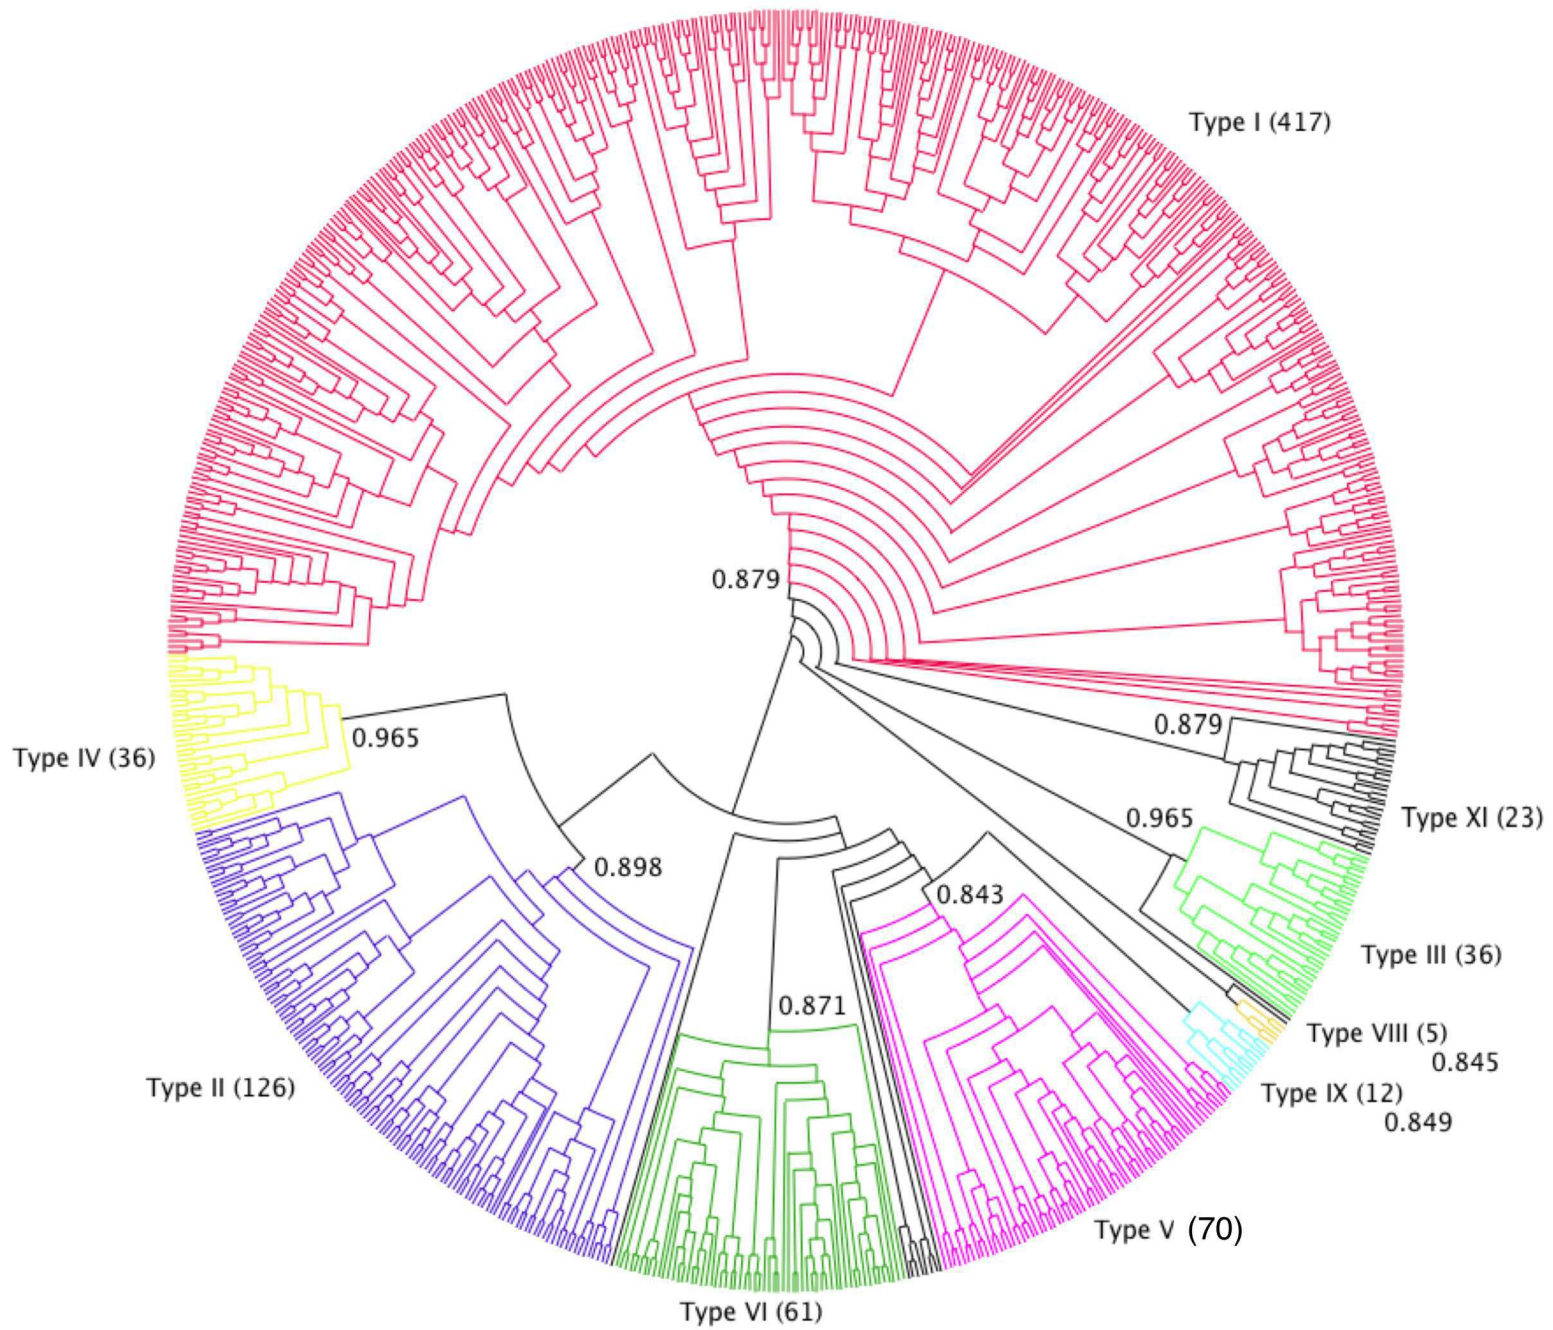 Type I (417)
0.879
0.879
0.965
Type IV (36)
Type XI (23)
0.965
0.898
0.843
Type III (36)
0.871
Type VIII (5)
0.845
Type II (126)
Type IX (12)
0.849
Type V (70)
Type VI (61)